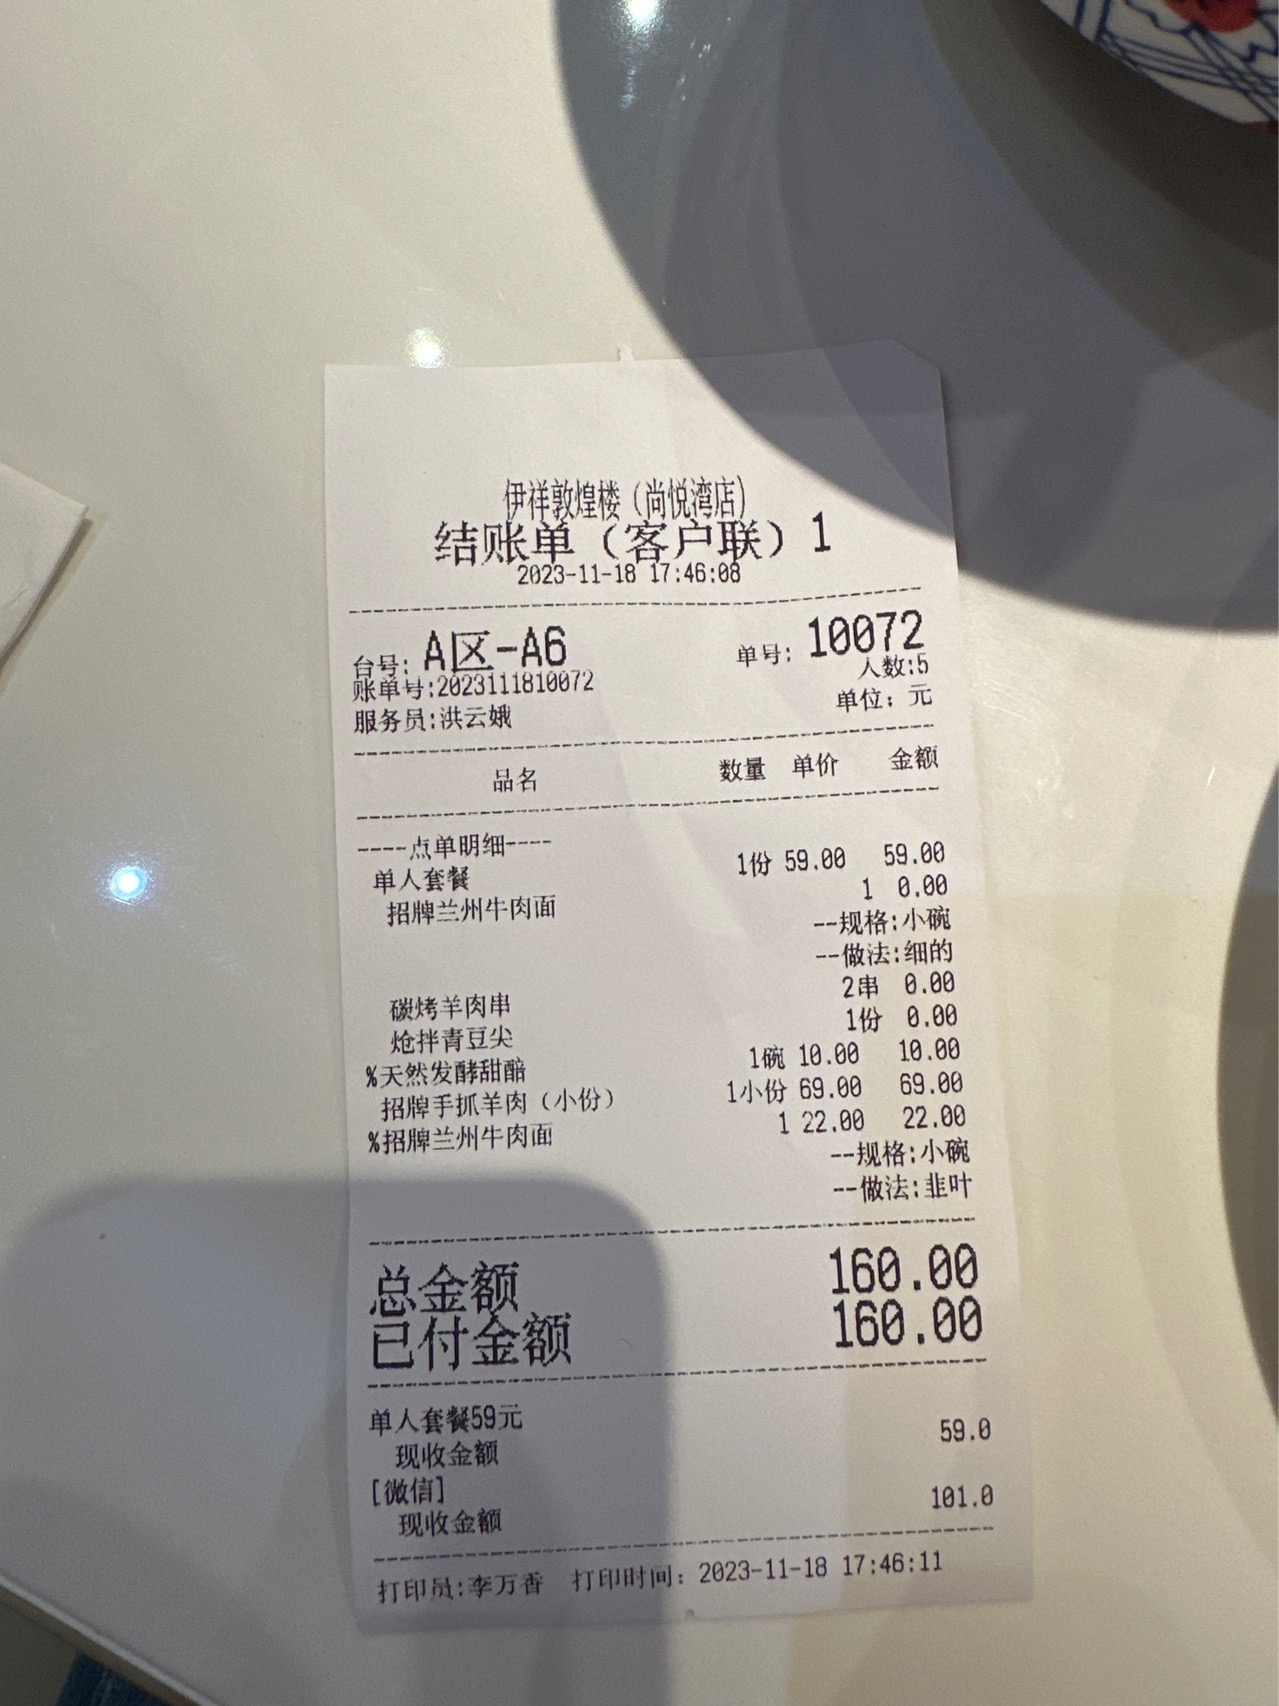 伊祥敦煌楼（尚悦湾店）
结账单（客户联）1
2023-11-18 17:46:08
台号: A区-A6 单号: 10072
账单号:2023111810072 人数:5
服务员:洪云娥 单位: 元
品名 数量 单价 金额
----点单明细----
单人套餐 1份 59.00 59.00
招牌兰州牛肉面 1 0.00
--规格:小碗
--做法:细的
碳烤羊肉串 2串 0.00
炝拌青豆尖 1份 0.00
%天然发酵甜醅 1碗 10.00 10.00
招牌手抓羊肉（小份） 1小份 69.00 69.00
%招牌兰州牛肉面 1 22.00 22.00
--规格:小碗
--做法:韭叶
总金额 160.00
已付金额 160.00
单人套餐59元
现收金额 59.0
[微信]
现收金额 101.0
打印员:李万香 打印时间: 2023-11-18 17:46:11